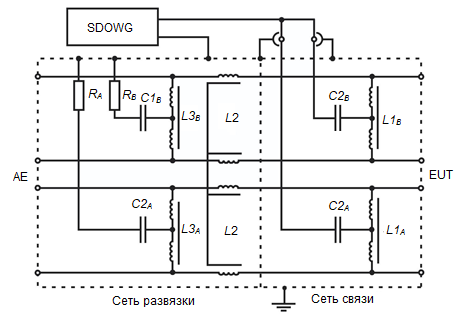 SDOWG
R_A
R_B
C1_B
L3_B
L2
C2_B
L1_B
AE
EUT
C2_A
L3_A
L2
C2_A
L1_A
Сеть развязки
Сеть связи